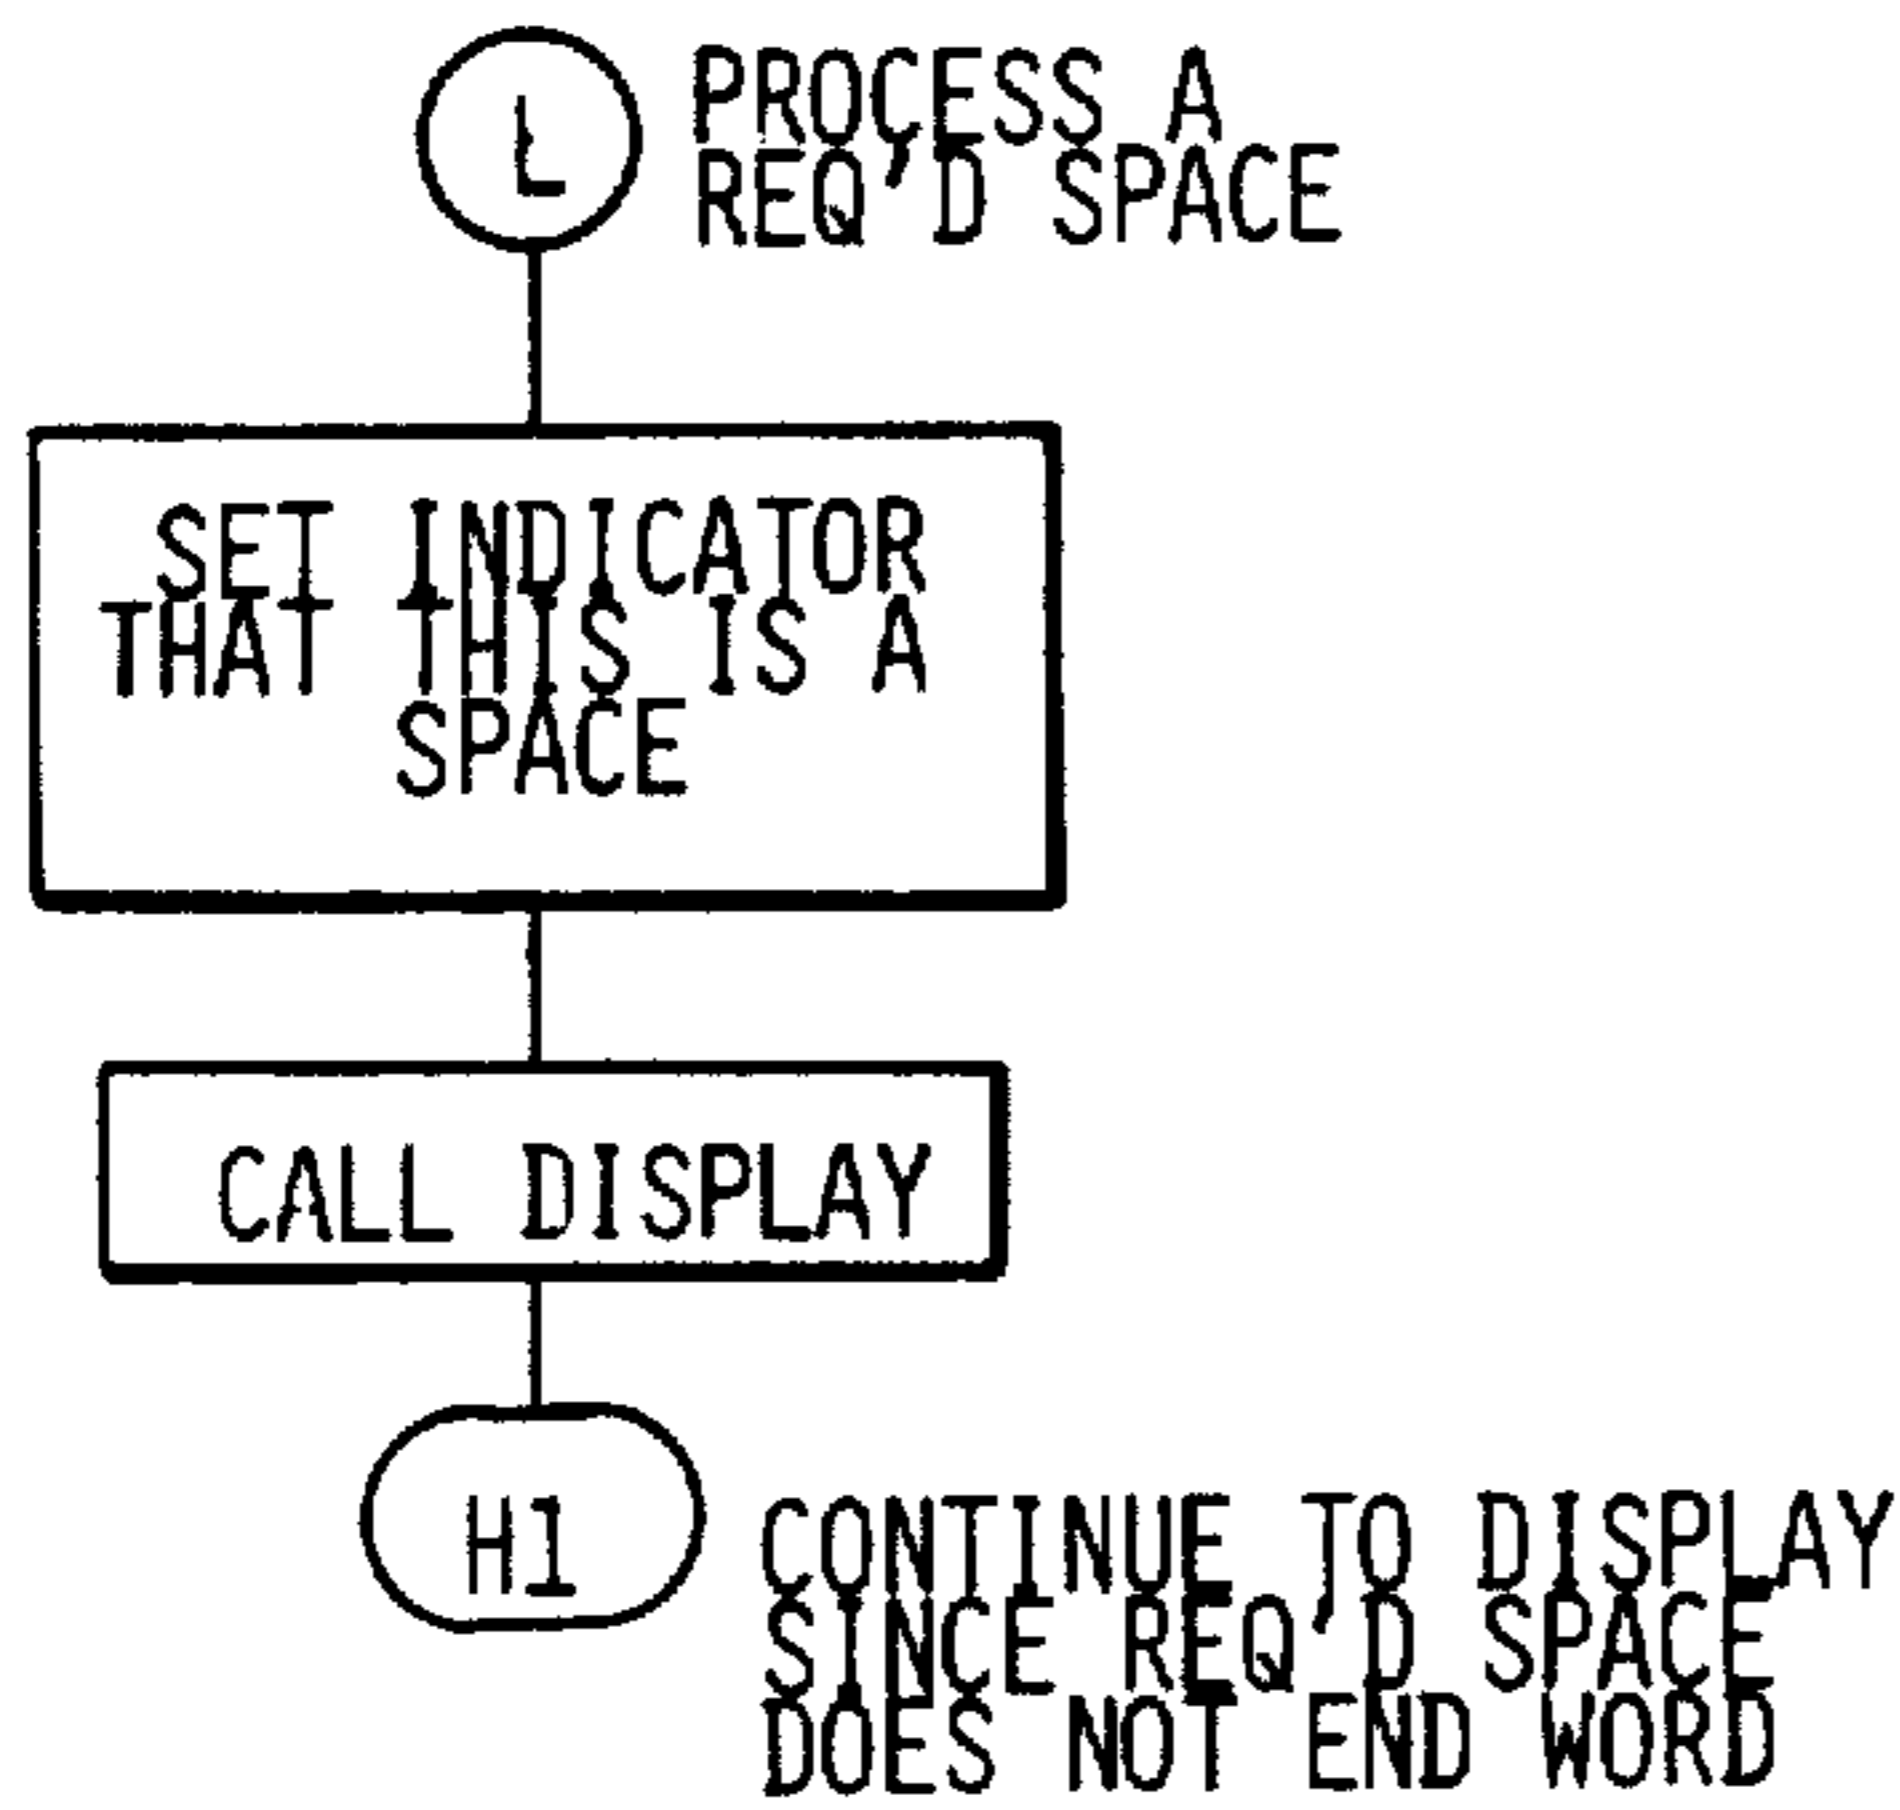 L
PROCESS A
REQ'D SPACE
SET INDICATOR
THAT THIS IS A
SPACE
CALL DISPLAY
H1
CONTINUE TO DISPLAY
SINCE REQ'D SPACE
DOES NOT END WORD